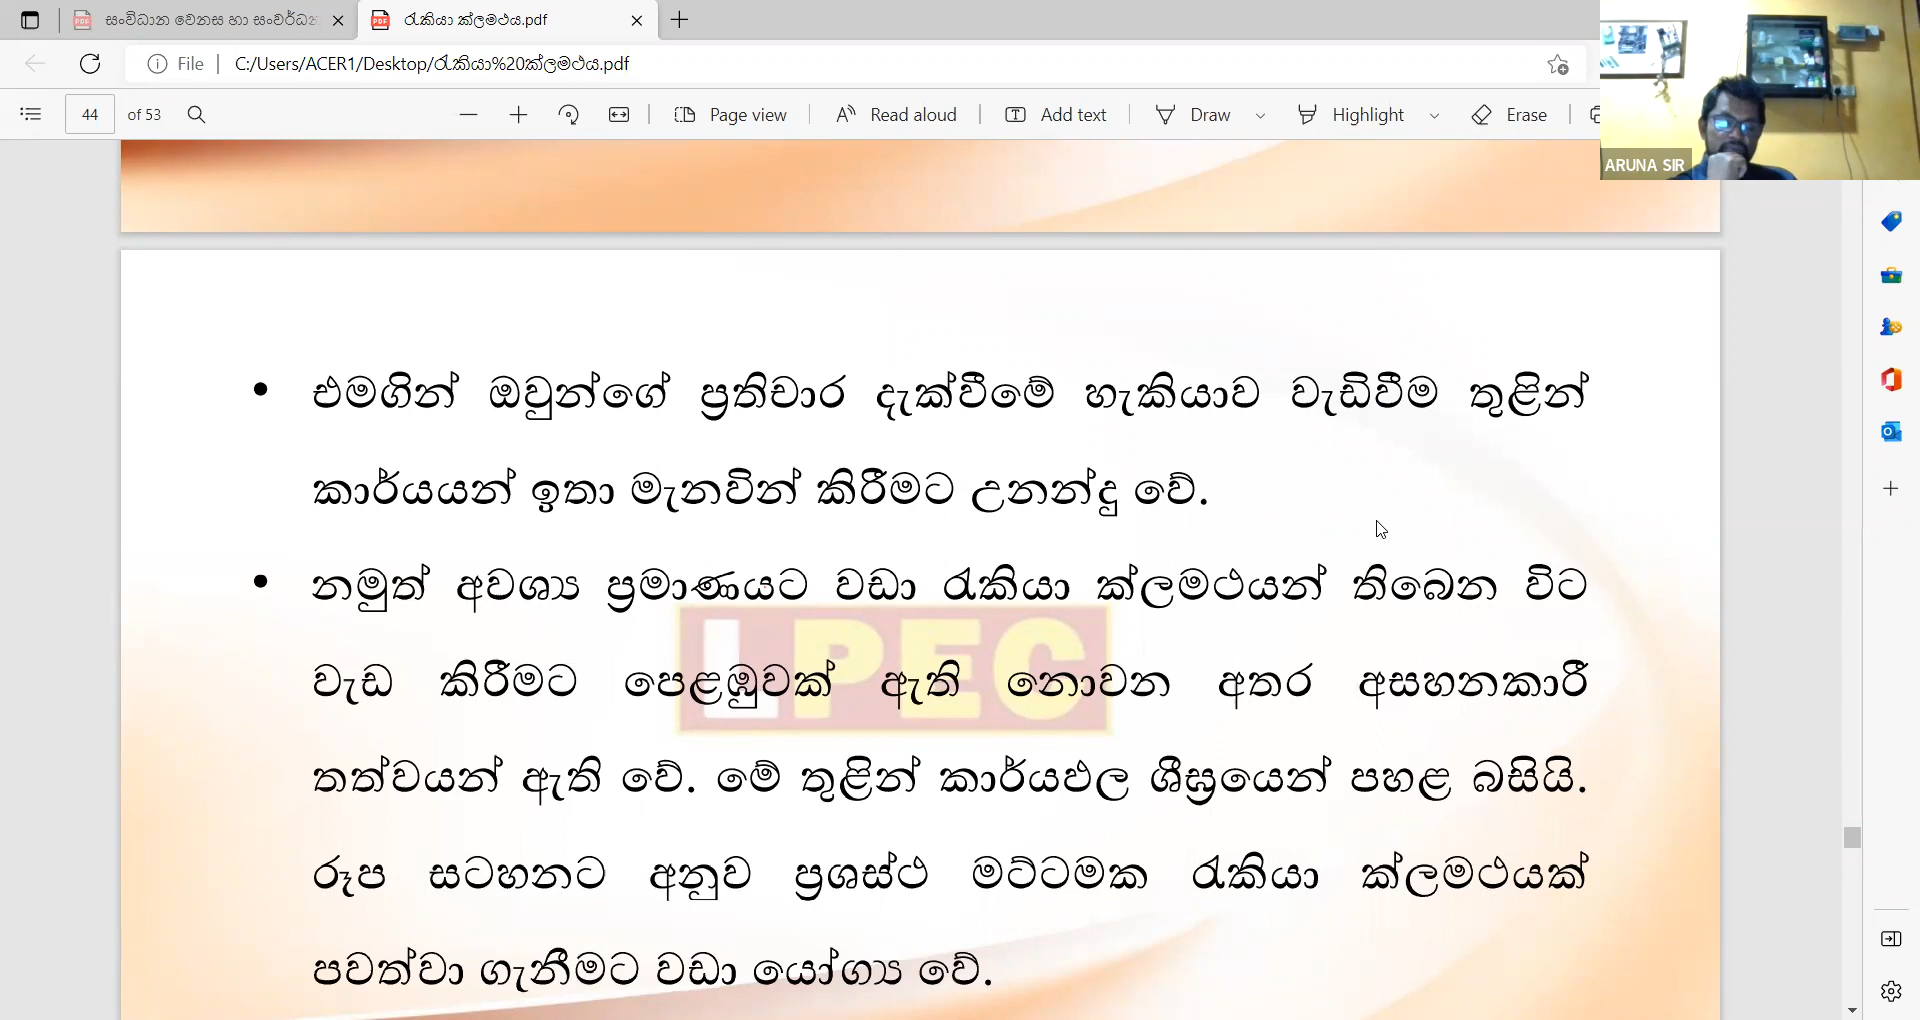 සංවිධාන වෙනස හා සංවර්ධන
රැකියා ක්ලමථය.pdf
File
C:/Users/ACER1/Desktop/රැකියා%20ක්ලමථය.pdf
44 of 53
Page view
Read aloud
Add text
Draw
Highlight
Erase
ARUNA SIR
• එමගින් ඔවුන්ගේ ප්‍රතිචාර දැක්වීමේ හැකියාව වැඩිවීම තුළින්
කාර්යයන් ඉතා මැනවින් කිරීමට උනන්දු වේ.
• නමුත් අවශ්‍ය ප්‍රමාණයට වඩා රැකියා ක්ලමථයන් තිබෙන විට
වැඩ කිරීමට පෙළඹුවක් ඇති නොවන අතර අසහනකාරී
තත්වයන් ඇති වේ. මේ තුළින් කාර්යඵල ශීඝ්‍රයෙන් පහළ බසියි.
රූප සටහනට අනුව ප්‍රශස්ථ මට්ටමක රැකියා ක්ලමථයක්
පවත්වා ගැනීමට වඩා යෝග්‍ය වේ.
LPEC